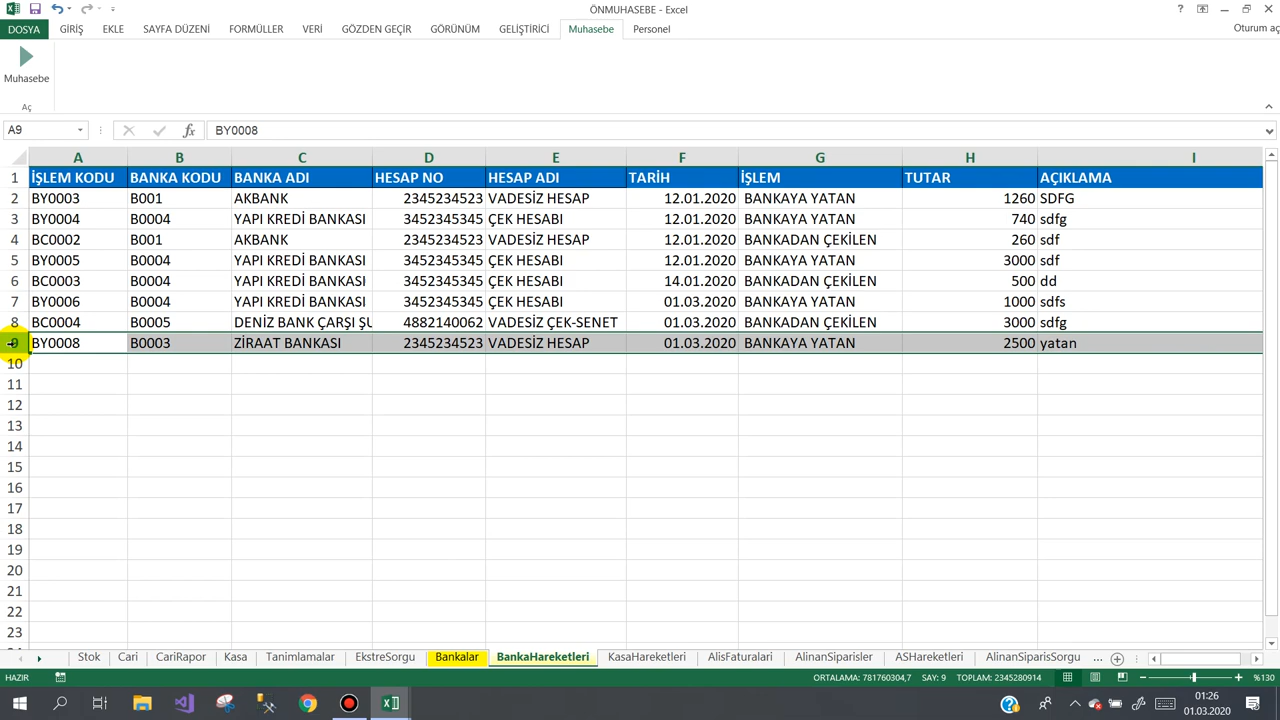 ÖNMUHASEBE - Excel
?
DOSYA GİRİŞ EKLE SAYFA DÜZENİ FORMÜLLER VERİ GÖZDEN GEÇİR GÖRÜNÜM GELİŞTİRİCİ Muhasebe Personel Oturum aç
Muhasebe
Aç
A9 fx BY0008
A B C D E F G H I
1 İŞLEM KODU BANKA KODU BANKA ADI HESAP NO HESAP ADI TARİH İŞLEM TUTAR AÇIKLAMA
2 BY0003 B001 AKBANK 2345234523 VADESİZ HESAP 12.01.2020 BANKAYA YATAN 1260 SDFG
3 BY0004 B0004 YAPI KREDİ BANKASI 3452345345 ÇEK HESABI 12.01.2020 BANKAYA YATAN 740 sdfg
4 BC0002 B001 AKBANK 2345234523 VADESİZ HESAP 12.01.2020 BANKADAN ÇEKİLEN 260 sdf
5 BY0005 B0004 YAPI KREDİ BANKASI 3452345345 ÇEK HESABI 12.01.2020 BANKAYA YATAN 3000 sdf
6 BC0003 B0004 YAPI KREDİ BANKASI 3452345345 ÇEK HESABI 14.01.2020 BANKADAN ÇEKİLEN 500 dd
7 BY0006 B0004 YAPI KREDİ BANKASI 3452345345 ÇEK HESABI 01.03.2020 BANKAYA YATAN 1000 sdfs
8 BC0004 B0005 DENİZ BANK ÇARŞI ŞU 4882140062 VADESİZ ÇEK-SENET 01.03.2020 BANKADAN ÇEKİLEN 3000 sdfg
9 BY0008 B0003 ZİRAAT BANKASI 2345234523 VADESİZ HESAP 01.03.2020 BANKAYA YATAN 2500 yatan
10
11
12
13
14
15
16
17
18
19
20
21
22
23
Stok Cari CariRapor Kasa Tanimlamalar EkstreSorgu Bankalar BankaHareketleri KasaHareketleri AlisFaturalari AlinanSiparisler ASHareketleri AlinanSiparisSorgu ...
HAZIR ORTALAMA: 781760304,7 SAY: 9 TOPLAM: 2345280914 %130
01:26
01.03.2020